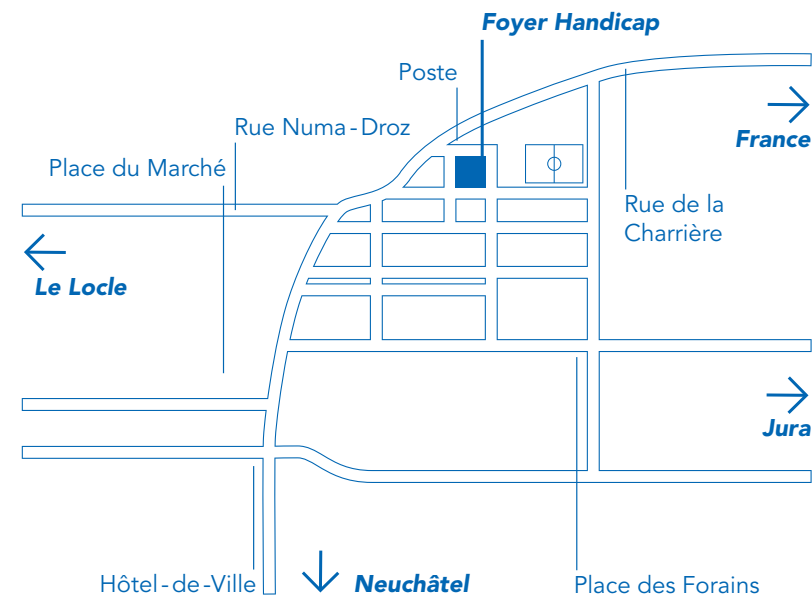 Foyer Handicap
Poste
Rue Numa-Droz
France
Place du Marché
Rue de la
Charrière
Le Locle
Jura
Hôtel-de-Ville
Neuchâtel
Place des Forains